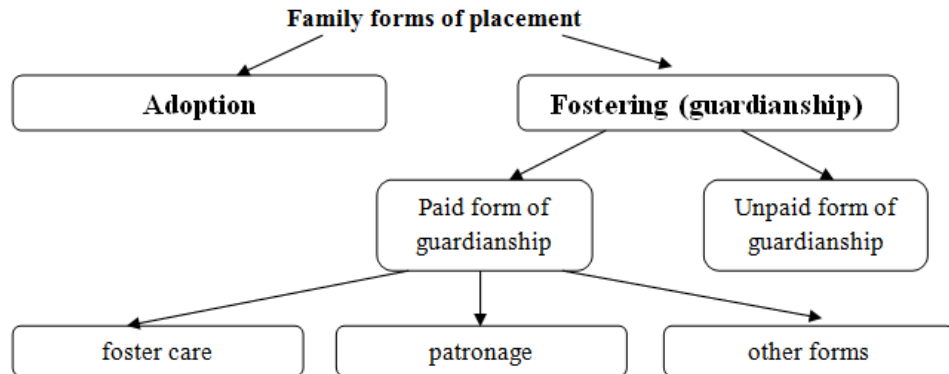 Family forms of placement
Adoption
Fostering (guardianship)
Paid form of
guardianship
Unpaid form of
guardianship
foster care
patronage
other forms